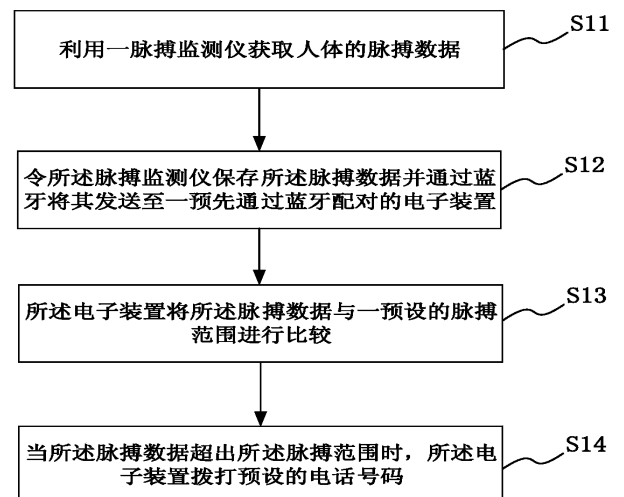 利用一脉搏监测仪获取人体的脉搏数据
S11
令所述脉搏监测仪保存所述脉搏数据并通过蓝
牙将其发送至一预先通过蓝牙配对的电子装置
S12
所述电子装置将所述脉搏数据与一预设的脉搏
范围进行比较
S13
当所述脉搏数据超出所述脉搏范围时，所述电
子装置拨打预设的电话号码
S14